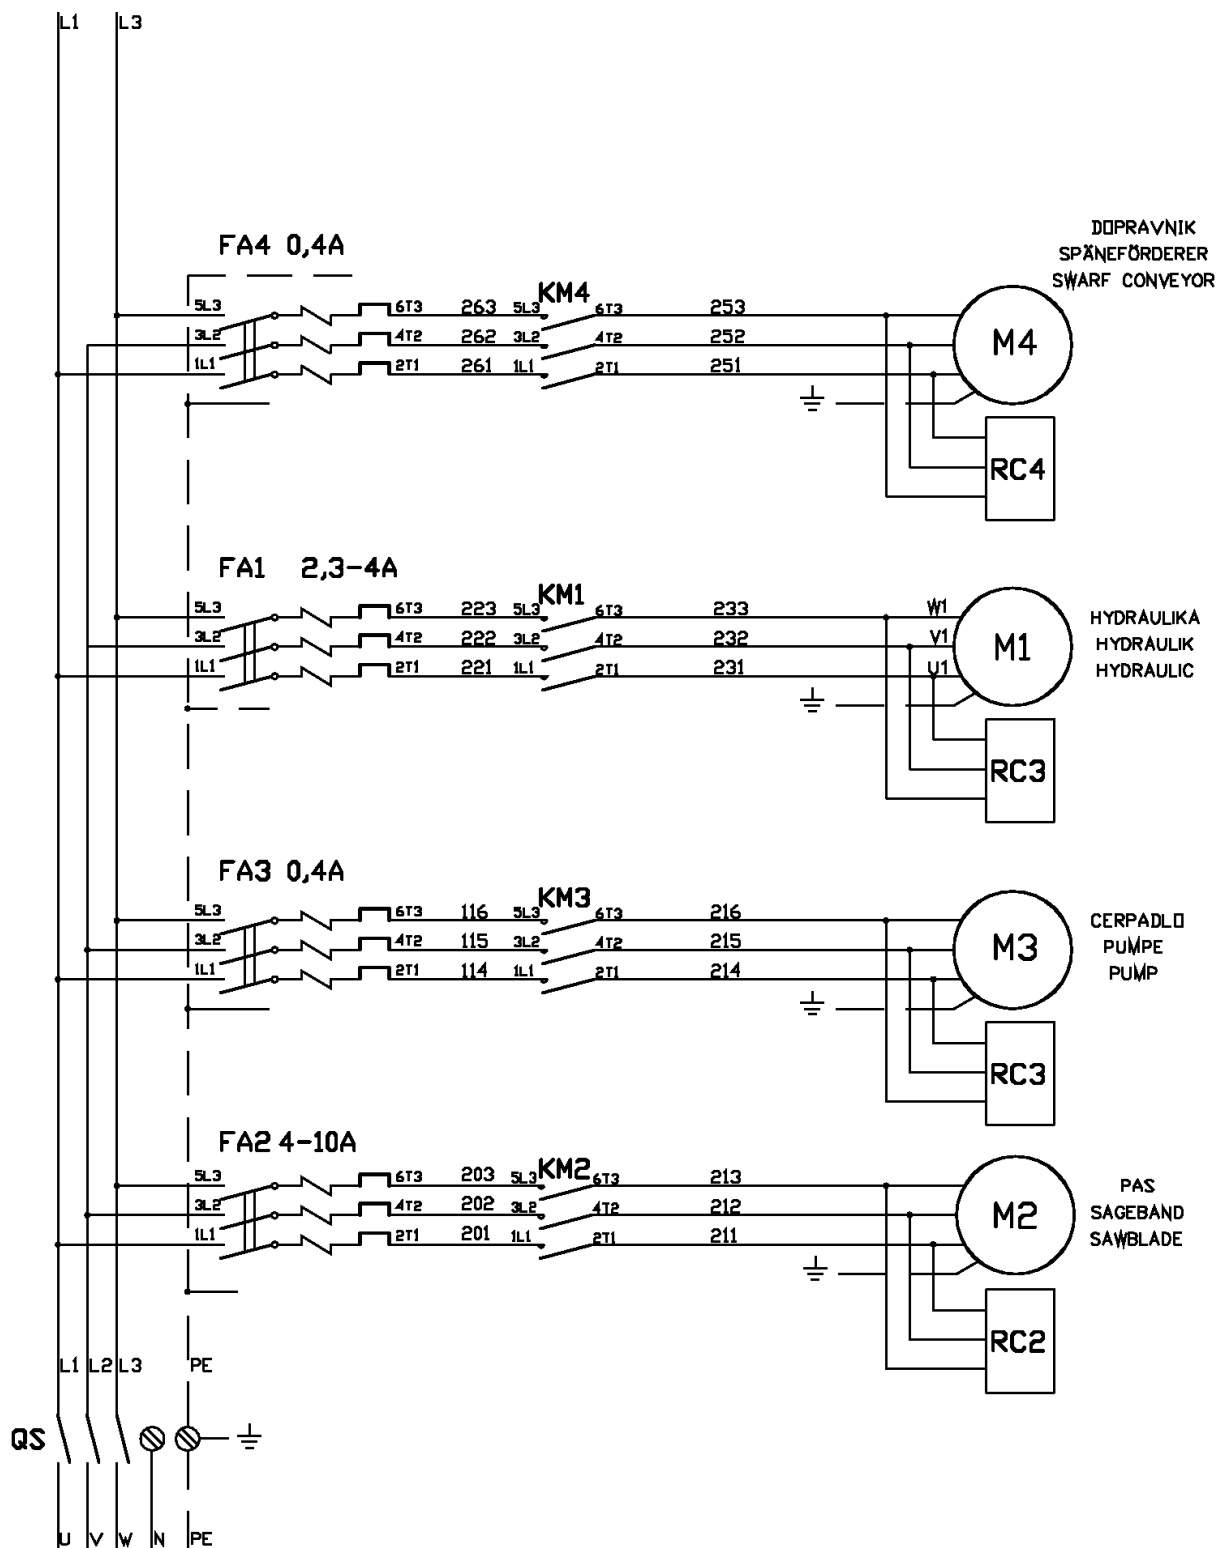 L1 L3
DOPRAVNIK
SPÄNEFÖRDERER
SWARF CONVEYOR
FA4 0,4A
KM4
5L3 6T3 263 5L3 6T3 253
3L2 4T2 262 3L2 4T2 252
1L1 2T1 261 1L1 2T1 251
M4
RC4
FA1 2,3-4A
KM1
5L3 6T3 223 5L3 6T3 233 W1
3L2 4T2 222 3L2 4T2 232 V1
1L1 2T1 221 1L1 2T1 231 U1
M1
HYDRAULIKA
HYDRAULIK
HYDRAULIC
RC3
FA3 0,4A
KM3
5L3 6T3 116 5L3 6T3 216
3L2 4T2 115 3L2 4T2 215
1L1 2T1 114 1L1 2T1 214
M3
CERPADLO
PUMPE
PUMP
RC3
FA2 4-10A
KM2
5L3 6T3 203 5L3 6T3 213
3L2 4T2 202 3L2 4T2 212
1L1 2T1 201 1L1 2T1 211
M2
PAS
SAGEBAND
SAWBLADE
RC2
L1 L2 L3 PE
QS
U V W N PE